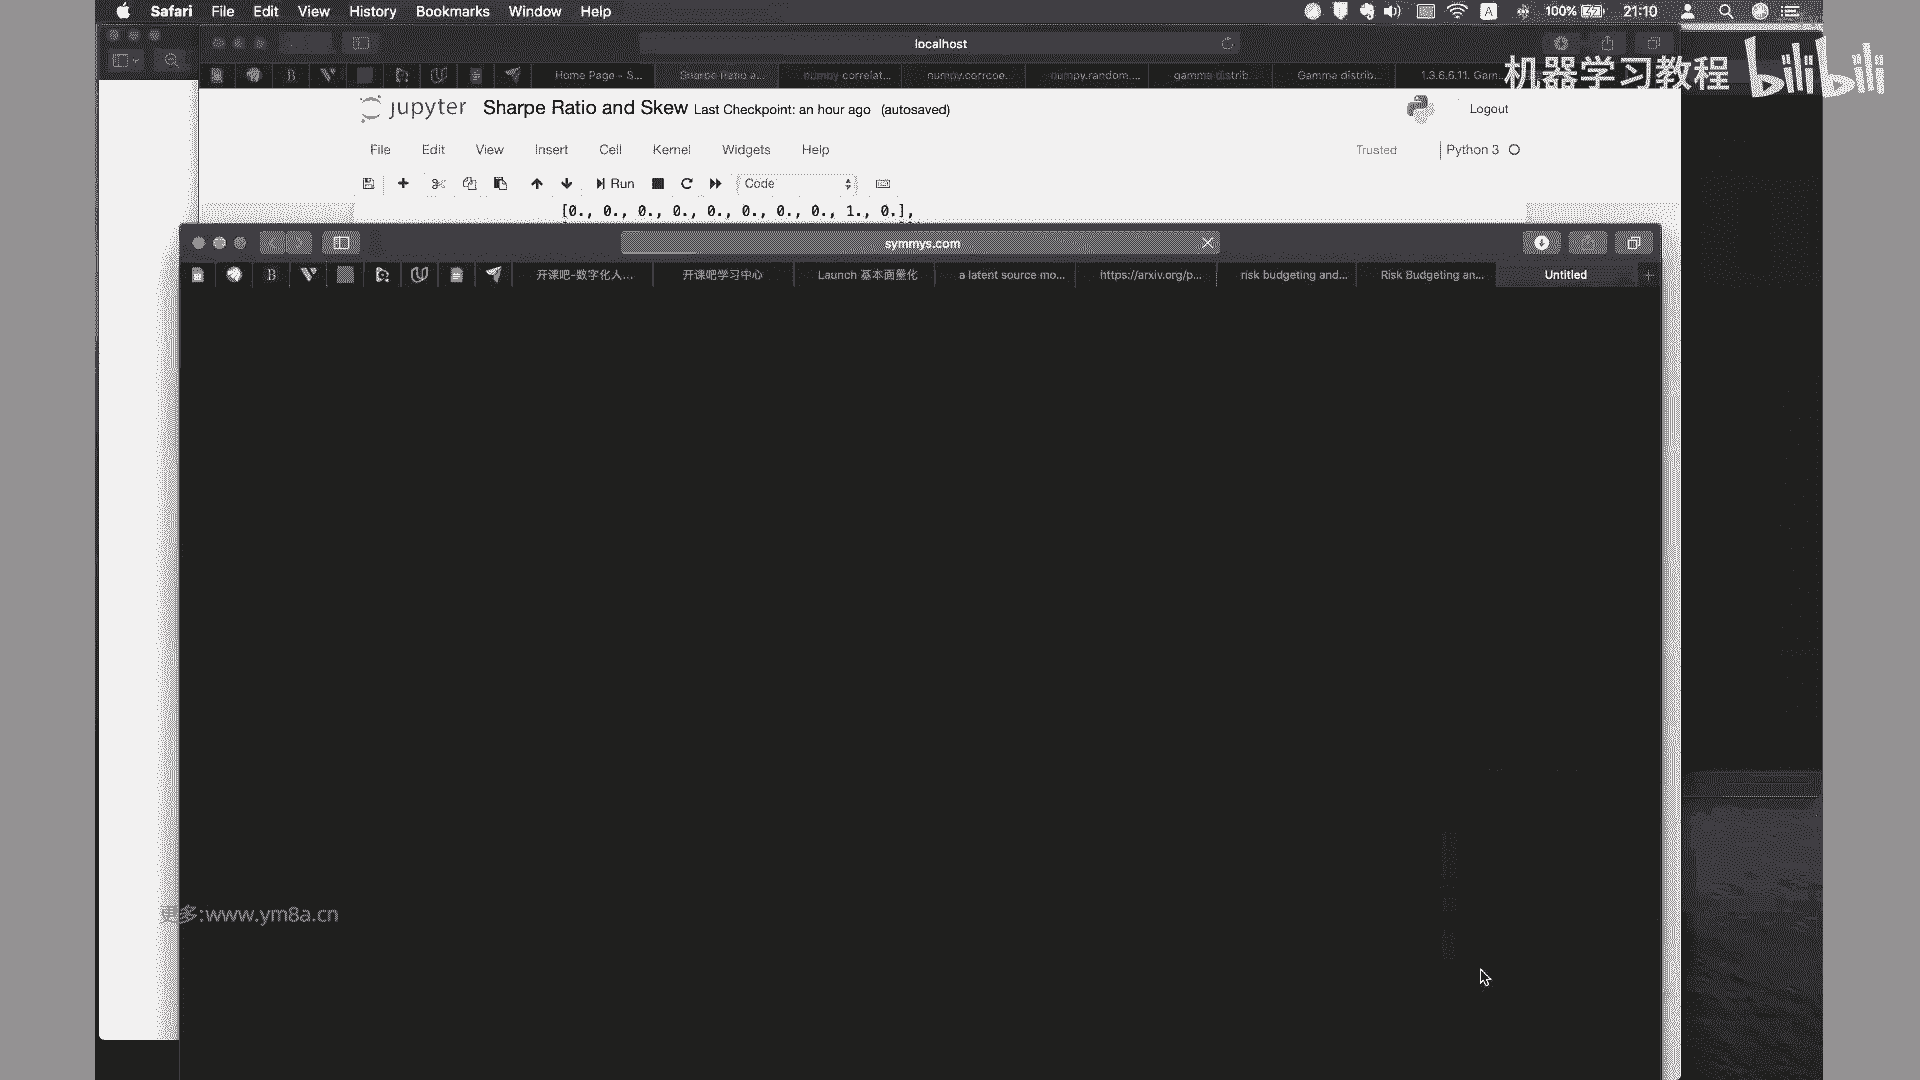 Safari File Edit View History Bookmarks Window Help 100% 21:10
localhost
Home Page - S... Sharpe Ratio a... numpy correlat... numpy.corrcoe... numpy.random.... gamma distrib... Gamma distrib... 1.3.6.6.11. Gam...
机器学习教程 bilibili
jupyter Sharpe Ratio and Skew Last Checkpoint: an hour ago (autosaved) Logout
File Edit View Insert Cell Kernel Widgets Help Trusted Python 3
Run Code
[0., 0., 0., 0., 0., 0., 0., 0., 1., 0.],
symmys.com
开课吧-数字化人... 开课吧学习中心 Launch 基本面量化 a latent source mo... https://arxiv.org/p... risk budgeting and... Risk Budgeting an... Untitled
更多:www.ym8a.cn